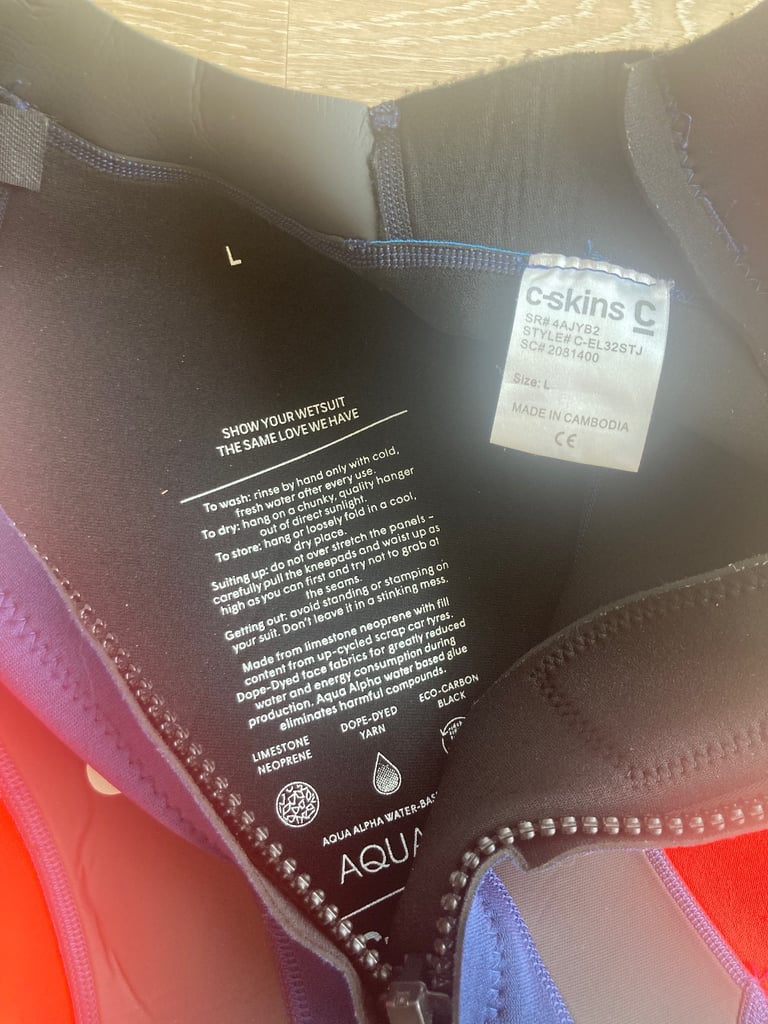 L
c-skins C
SR# 4AJYB2
STYLE# C-EL32STJ
SC# 2081400
Size: L
MADE IN CAMBODIA
CE
SHOW YOUR WETSUIT
THE SAME LOVE WE HAVE
To wash: rinse by hand only with cold,
fresh water after every use.
To dry: hang on a chunky, quality hanger
out of direct sunlight.
To store: hang or loosely fold in a cool,
dry place.
Suiting up: do not over stretch the panels –
carefully pull the kneepads and waist up as
high as you can first and try not to grab at
the seams.
Getting out: avoid standing or stamping on
your suit. Don't leave it in a stinking mess.
Made from limestone neoprene with fill
content from up-cycled scrap car tyres.
Dope-Dyed face fabrics for greatly reduced
water and energy consumption during
production. Aqua Alpha water based glue
eliminates harmful compounds.
LIMESTONE
NEOPRENE
DOPE-DYED
YARN
ECO-CARBON
BLACK
AQUA ALPHA WATER-BAS
AQUA